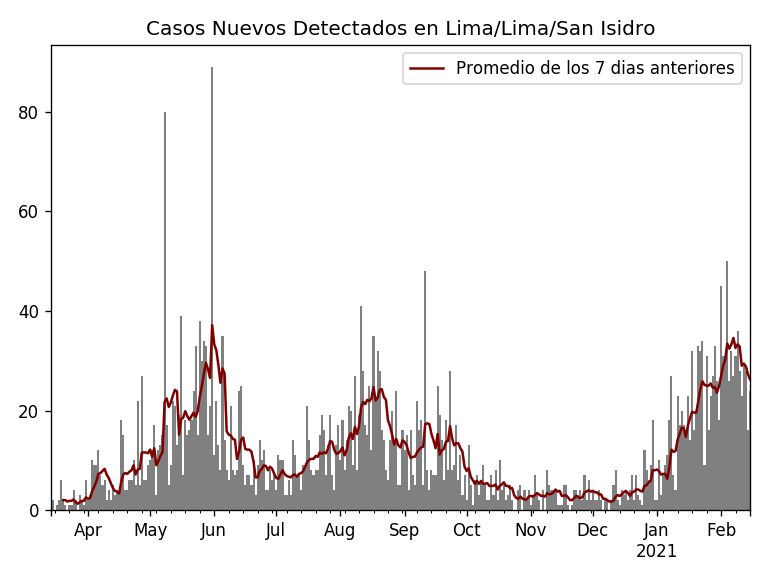 Casos Nuevos Detectados en Lima/Lima/San Isidro
Promedio de los 7 dias anteriores
80
60
40
20
0
Apr May Jun Jul Aug Sep Oct Nov Dec Jan Feb
2021